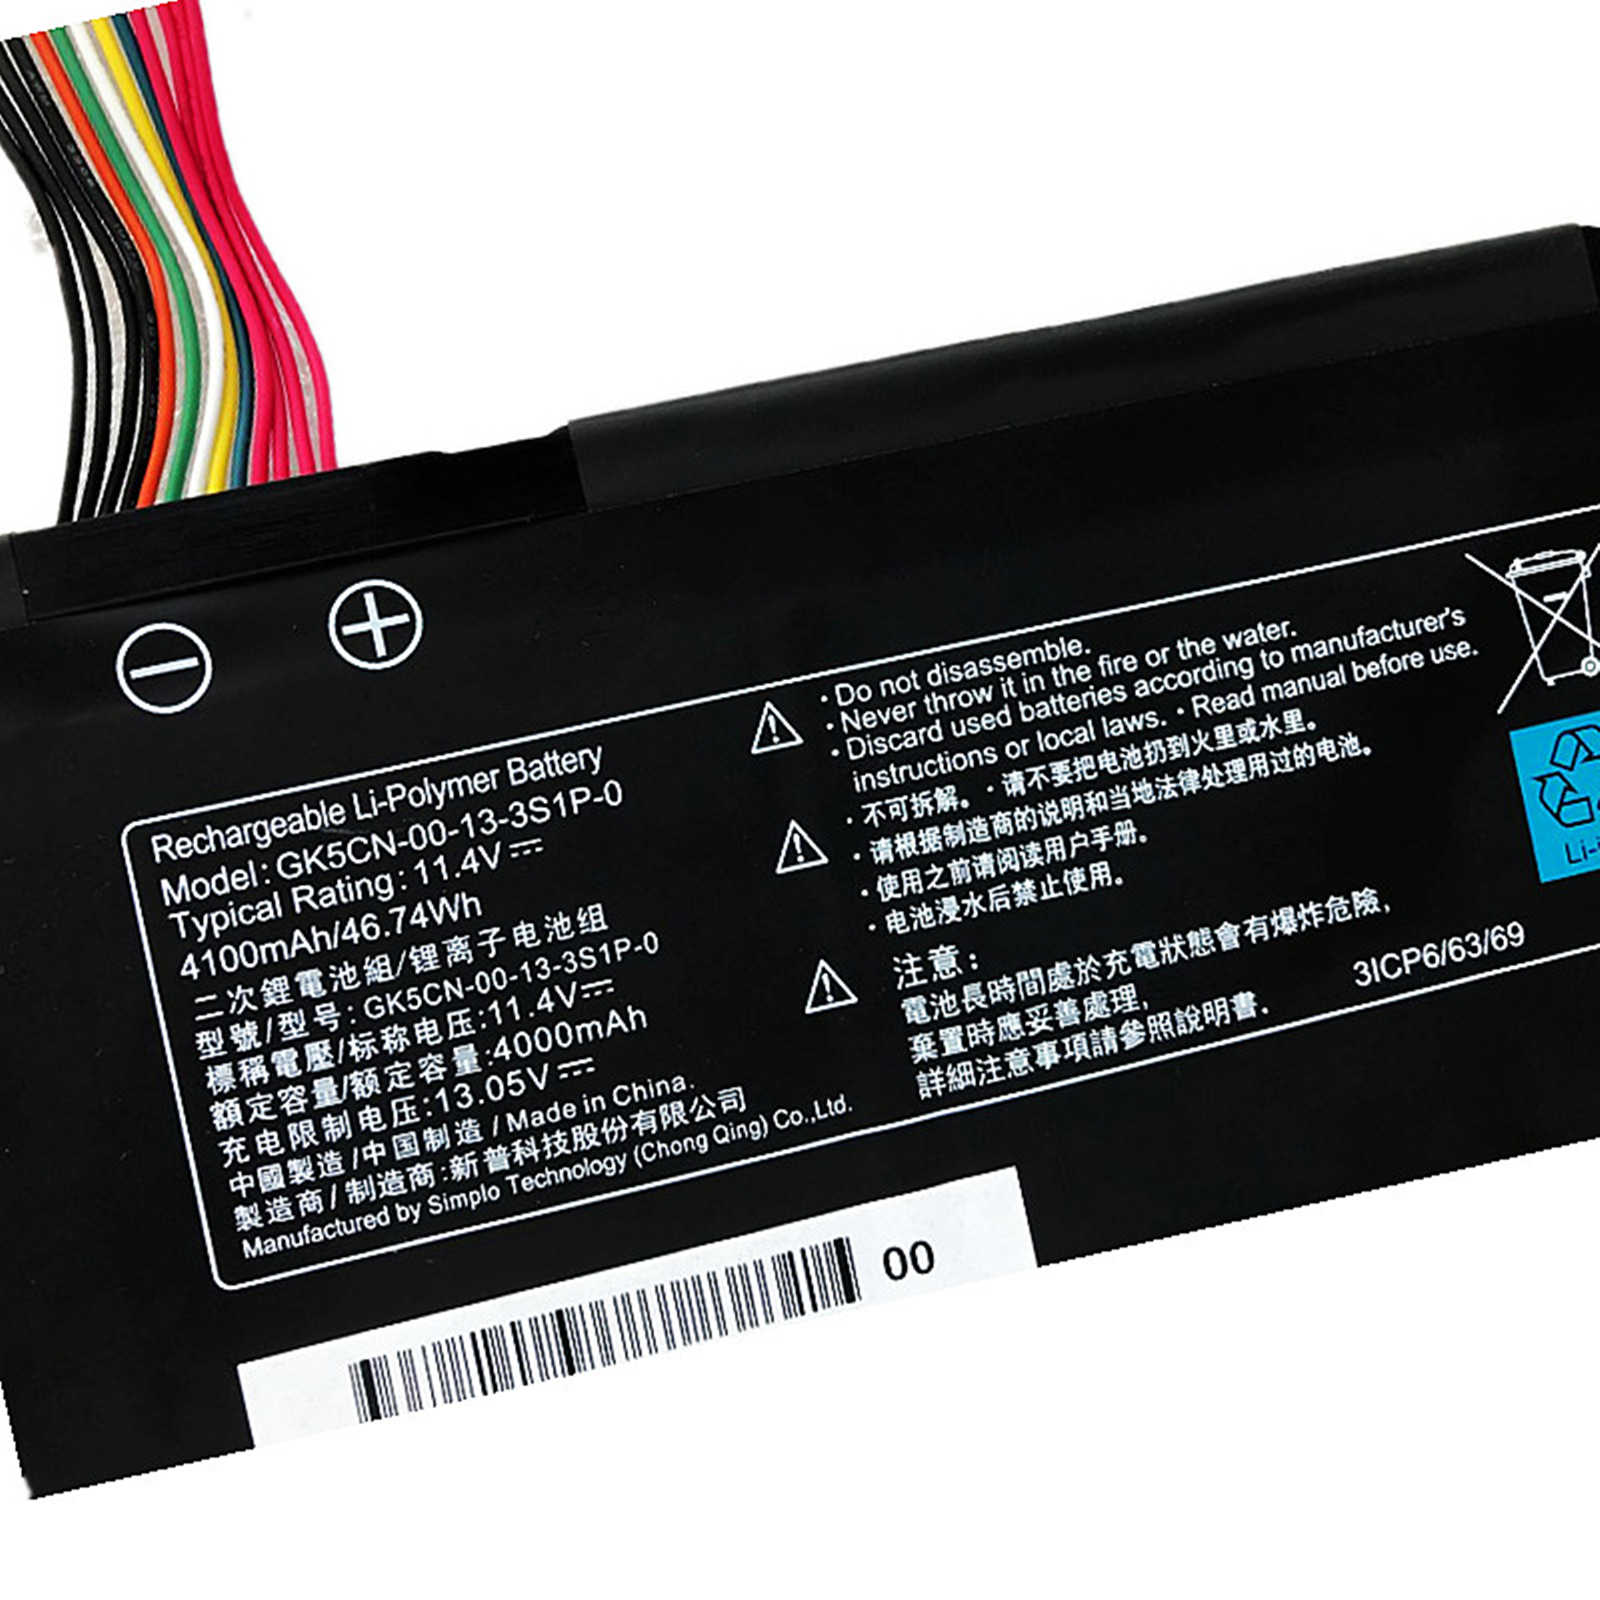 Rechargeable Li-Polymer Battery
Model: GK5CN-00-13-3S1P-0
Typical Rating: 11.4V
4100mAh/46.74Wh
二次鋰電池組/锂离子电池组
型號/型号: GK5CN-00-13-3S1P-0
標稱電壓/标称电压:11.4V
額定容量/额定容量:4000mAh
充电限制电压:13.05V
中國製造/中国制造/Made in China.
製造商/制造商:新普科技股份有限公司
Manufactured by Simplo Technology (Chong Qing) Co.,Ltd.
· Do not disassemble.
· Never throw it in the fire or the water.
· Discard used batteries according to manufacturer's
instructions or local laws. · Read manual before use.
· 不可拆解。· 请不要把电池扔到火里或水里。
· 请根据制造商的说明和当地法律处理用过的电池。
· 使用之前请阅读用户手册。
· 电池浸水后禁止使用。
注意:
電池長時間處於充電狀態會有爆炸危險,
棄置時應妥善處理,
詳細注意事項請參照說明書.
3ICP6/63/69
00